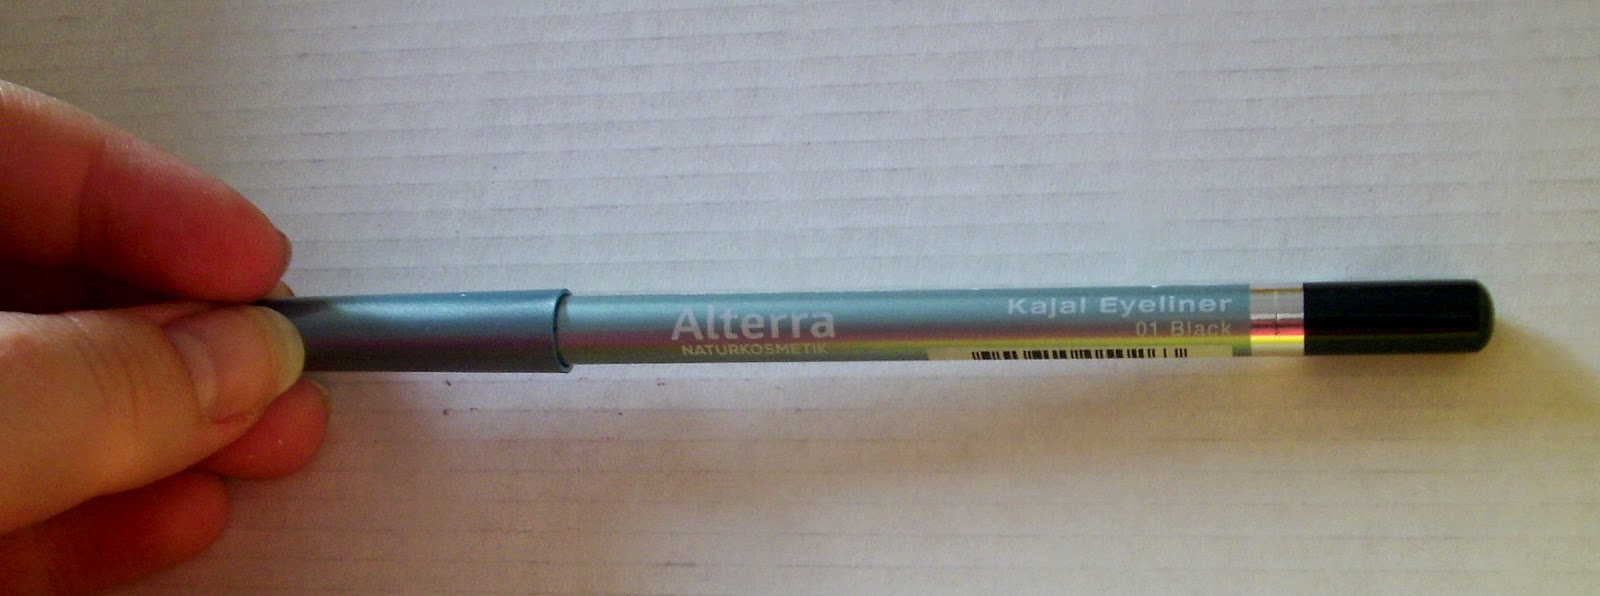 Alterra
NATURKOSMETIK
Kajal Eyeliner
01 Black